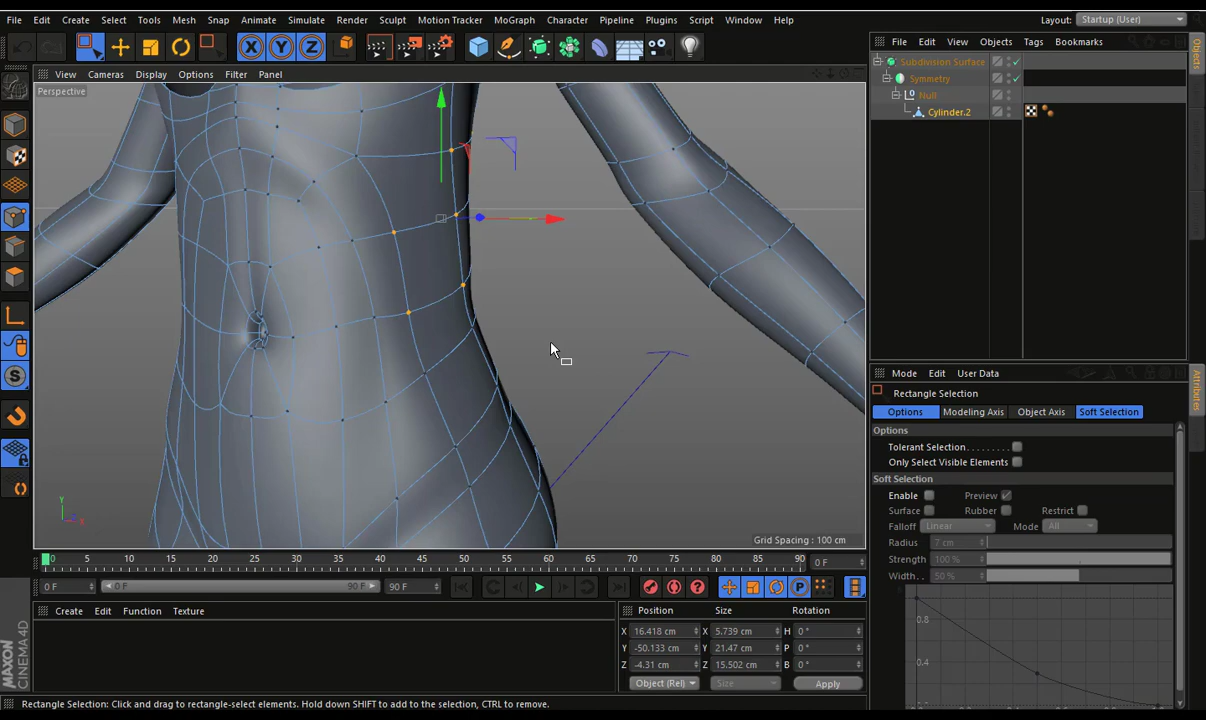 File Edit Create Select Tools Mesh Snap Animate Simulate Render Sculpt Motion Tracker MoGraph Character Pipeline Plugins Script Window Help Layout: Startup (User)
X Y Z
File Edit View Objects Tags Bookmarks
Subdivision Surface
Symmetry
Null
Cylinder.2
Objects
View Cameras Display Options Filter Panel
Perspective
Grid Spacing : 100 cm
Y
X
S
Mode Edit User Data
Attributes
Rectangle Selection
Options Modeling Axis Object Axis Soft Selection
Options
Tolerant Selection
Only Select Visible Elements
Soft Selection
Enable Preview
Surface Rubber Restrict
Falloff Linear Mode All
Radius 7 cm
Strength 100 %
Width 50 %
0.8
0.4
0 5 10 15 20 25 30 35 40 45 50 55 60 65 70 75 80 85 90 0 F
0 F 0 F 90 F 90 F
P
Create Edit Function Texture
Position Size Rotation
X 16.418 cm X 5.739 cm H 0 °
Y -50.133 cm Y 21.47 cm P 0 °
Z -4.31 cm Z 15.502 cm B 0 °
Object (Rel) Size Apply
MAXON CINEMA 4D
Rectangle Selection: Click and drag to rectangle-select elements. Hold down SHIFT to add to the selection, CTRL to remove.